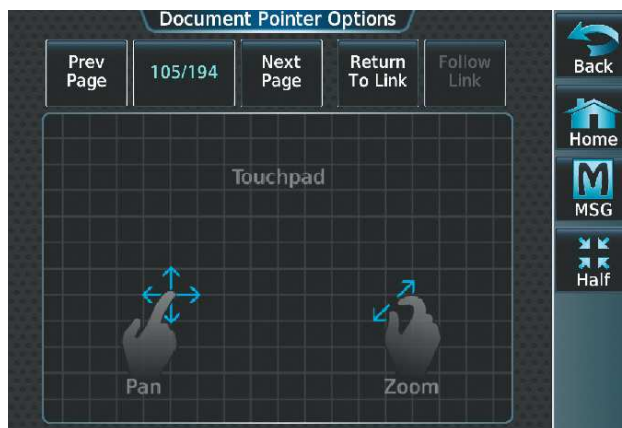 Document Pointer Options
Prev
Page
105/194
Next
Page
Return
To Link
Follow
Link
Back
Home
MSG
Half
Touchpad
Pan
Zoom